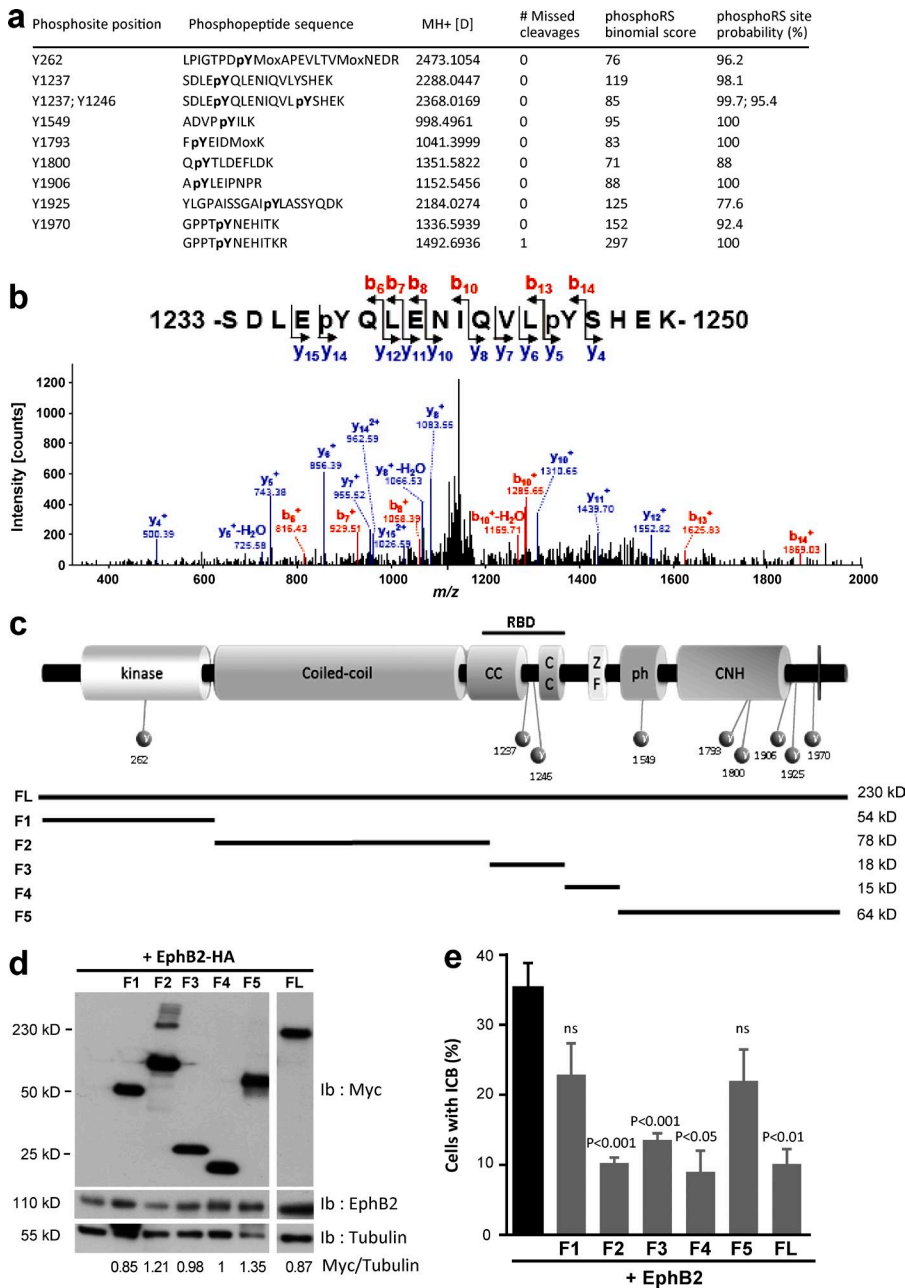 a
Phosphosite position Phosphopeptide sequence MH+ [D] # Missed cleavages phosphoRS binomial score phosphoRS site probability (%)
Y262 LPIGTPDpYMoxAPEVLTVMoxNEDR 2473.1054 0 76 96.2
Y1237 SDLEpYQLENIQVLYSHEK 2288.0447 0 119 98.1
Y1237; Y1246 SDLEpYQLENIQVLpYSHEK 2368.0169 0 85 99.7; 95.4
Y1549 ADVPpYILK 998.4961 0 95 100
Y1793 FpYEIDMoxK 1041.3999 0 83 100
Y1800 QpYTLDEFLDK 1351.5822 0 71 88
Y1906 ApYLEIPNPR 1152.5456 0 88 100
Y1925 YLGPAISSGAIpYLASSYQDK 2184.0274 0 125 77.6
Y1970 GPPTpYNEHITK 1336.5939 0 152 92.4
GPPTpYNEHITKR 1492.6936 1 297 100
b
b6 b7 b8 b10 b13 b14
1233 -S D L E pY Q L E N I Q V L pY S H E K- 1250
y15 y14 y12 y11 y10 y8 y7 y6 y5 y4
Intensity [counts]
1200
1000
800
600
400
200
0
y4+
500.39
y5+-H2O
725.58
y5+
743.38
b6+
816.43
y6+
856.39
b7+
929.51
y7+
955.52
y14 2+
962.59
y15 2+
1026.59
b8+
1058.39
y8+-H2O
1066.53
y8+
1083.55
b10+-H2O
1169.71
b10+
1285.65
y10+
1310.65
y11+
1439.70
y12+
1552.82
b13+
1625.83
b14+
1869.03
400 600 800 1000 1200 1400 1600 1800 2000
m/z
c
RBD
kinase Coiled-coil CC CC ZF ph CNH
Y Y Y Y Y Y Y Y Y
262 1237 1246 1549 1793 1800 1906 1925 1970
FL 230 kD
F1 54 kD
F2 78 kD
F3 18 kD
F4 15 kD
F5 64 kD
d
+ EphB2-HA
F1 F2 F3 F4 F5 FL
230 kD
50 kD
25 kD
Ib : Myc
110 kD Ib : EphB2
55 kD Ib : Tubulin
0.85 1.21 0.98 1 1.35 0.87 Myc/Tubulin
e
Cells with ICB (%)
40
30
20
10
0
ns P<0.001 P<0.001 P<0.05 ns P<0.01
F1 F2 F3 F4 F5 FL
+ EphB2